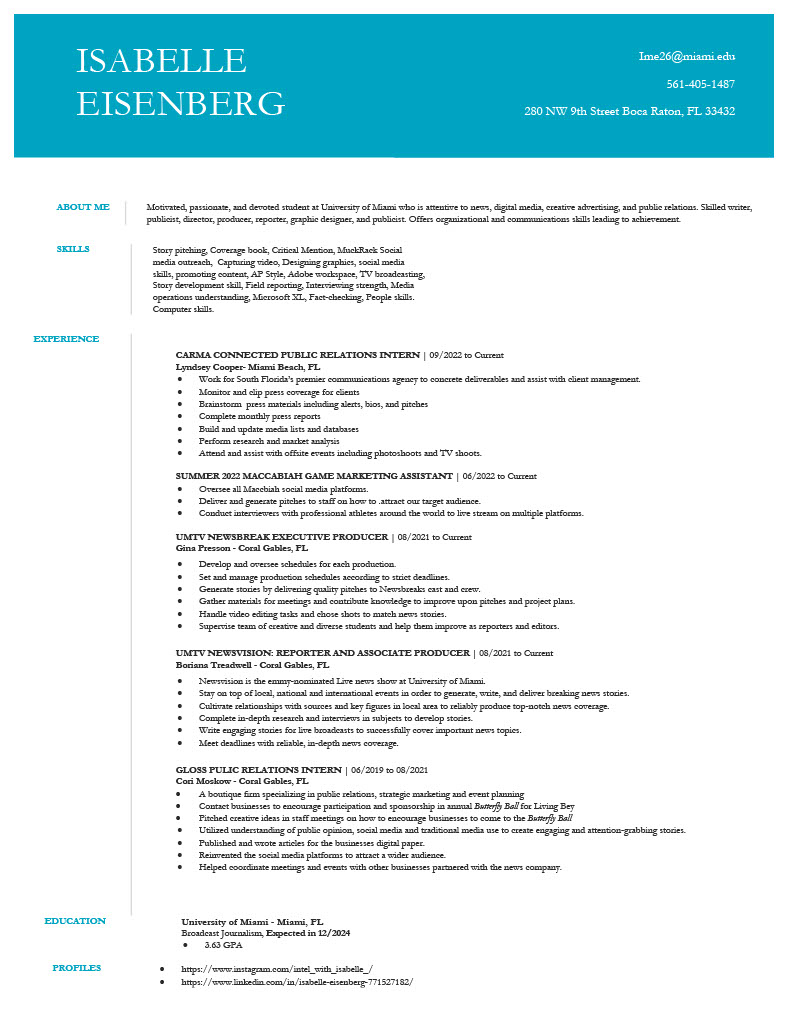 ISABELLE
EISENBERG
Ime26@miami.edu
561-405-1487
280 NW 9th Street Boca Raton, FL 33432
ABOUT ME
Motivated, passionate, and devoted student at University of Miami who is attentive to news, digital media, creative advertising, and public relations. Skilled writer,
publicist, director, producer, reporter, graphic designer, and publicist. Offers organizational and communications skills leading to achievement.
SKILLS
Story pitching, Coverage book, Critical Mention, MuckRack Social
media outreach, Capturing video, Designing graphics, social media
skills, promoting content, AP Style, Adobe workspace, TV broadcasting,
Story development skill, Field reporting, Interviewing strength, Media
operations understanding, Microsoft XL, Fact-checking, People skills.
Computer skills.
EXPERIENCE
CARMA CONNECTED PUBLIC RELATIONS INTERN | 09/2022 to Current
Lyndsey Cooper- Miami Beach, FL
• Work for South Florida's premier communications agency to concrete deliverables and assist with client management.
• Monitor and clip press coverage for clients
• Brainstorm press materials including alerts, bios, and pitches
• Complete monthly press reports
• Build and update media lists and databases
• Perform research and market analysis
• Attend and assist with offsite events including photoshoots and TV shoots.
SUMMER 2022 MACCABIAH GAME MARKETING ASSISTANT | 06/2022 to Current
• Oversee all Maccbiah social media platforms.
• Deliver and generate pitches to staff on how to .attract our target audience.
• Conduct interviewers with professional athletes around the world to live stream on multiple platforms.
UMTV NEWSBREAK EXECUTIVE PRODUCER | 08/2021 to Current
Gina Presson - Coral Gables, FL
• Develop and oversee schedules for each production.
• Set and manage production schedules according to strict deadlines.
• Generate stories by delivering quality pitches to Newsbreaks cast and crew.
• Gather materials for meetings and contribute knowledge to improve upon pitches and project plans.
• Handle video editing tasks and chose shots to match news stories.
• Supervise team of creative and diverse students and help them improve as reporters and editors.
UMTV NEWSVISION: REPORTER AND ASSOCIATE PRODUCER | 08/2021 to Current
Boriana Treadwell - Coral Gables, FL
• Newsvision is the emmy-nominated Live news show at University of Miami.
• Stay on top of local, national and international events in order to generate, write, and deliver breaking news stories.
• Cultivate relationships with sources and key figures in local area to reliably produce top-notch news coverage.
• Complete in-depth research and interviews in subjects to develop stories.
• Write engaging stories for live broadcasts to successfully cover important news topics.
• Meet deadlines with reliable, in-depth news coverage.
GLOSS PULIC RELATIONS INTERN | 06/2019 to 08/2021
Cori Moskow - Coral Gables, FL
• A boutique firm specializing in public relations, strategic marketing and event planning
• Contact businesses to encourage participation and sponsorship in annual Butterfly Ball for Living Bey
• Pitched creative ideas in staff meetings on how to encourage businesses to come to the Butterfly Ball
• Utilized understanding of public opinion, social media and traditional media use to create engaging and attention-grabbing stories.
• Published and wrote articles for the businesses digital paper.
• Reinvented the social media platforms to attract a wider audience.
• Helped coordinate meetings and events with other businesses partnered with the news company.
EDUCATION
University of Miami - Miami, FL
Broadcast Journalism, Expected in 12/2024
• 3.63 GPA
PROFILES
• https://www.instagram.com/intel_with_isabelle_/
• https://www.linkedin.com/in/isabelle-eisenberg-771527182/